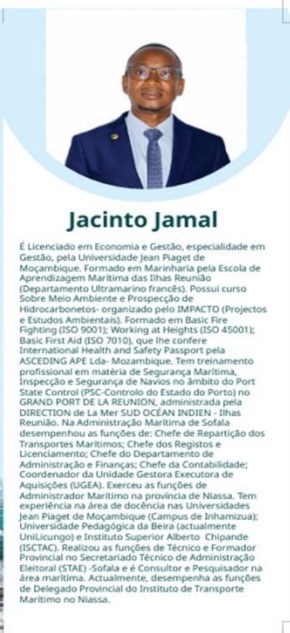 Jacinto Jamal
É Licenciado em Economia e Gestão, especialidade em
Gestão, pela Universidade Jean Piaget de
Moçambique. Formado em Marinharia pela Escola de
Aprendizagem Marítima das Ilhas Reunião
(Departamento Ultramarino francês). Possui curso
Sobre Meio Ambiente e Prospecção de
Hidrocarbonetos- organizado pelo IMPACTO (Projectos
e Estudos Ambientais). Formado em Basic Fire
Fighting (ISO 9001); Working at Heights (ISO 45001);
Basic First Aid (ISO 7010), que lhe confere
International Health and Safety Passport pela
ASCEDING APE Lda- Mozambique. Tem treinamento
profissional em matéria de Segurança Marítima,
Inspecção e Segurança de Navios no âmbito do Port
State Control (PSC-Controlo do Estado do Porto) no
GRAND PORT DE LA REUNION, administrada pela
DIRECTION de La Mer SUD OCÉAN INDIEN - Ilhas
Reunião. Na Administração Marítima de Sofala
desempenhou as funções de: Chefe de Repartição dos
Transportes Marítimos; Chefe dos Registos e
Licenciamento; Chefe do Departamento de
Administração e Finanças; Chefe da Contabilidade;
Coordenador da Unidade Gestora Executora de
Aquisições (UGEA). Exerceu as funções de
Administrador Marítimo na província de Niassa. Tem
experiência na área de docência nas Universidades
Jean Piaget de Moçambique (Campus de Inhamizua);
Universidade Pedagógica da Beira (actualmente
UniLicungo) e Instituto Superior Alberto Chipande
(ISCTAC). Realizou as funções de Técnico e Formador
Provincial no Secretariado Técnico de Administração
Eleitoral (STAE) -Sofala e é Consultor e Pesquisador na
área marítima. Actualmente, desempenha as funções
de Delegado Provincial do Instituto de Transporte
Marítimo no Niassa.